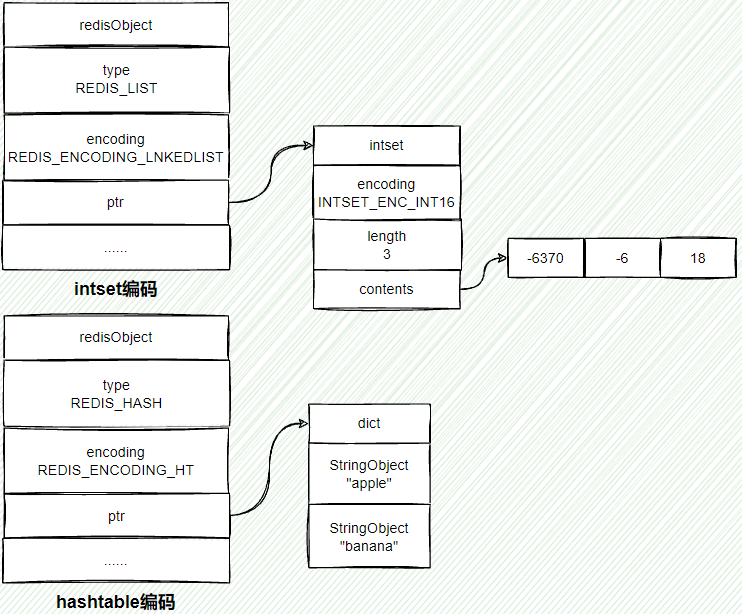 redisObject
type
REDIS_LIST
encoding
REDIS_ENCODING_LNKEDLIST
ptr
......
intset编码
intset
encoding
INTSET_ENC_INT16
length
3
contents
-6370
-6
18
redisObject
type
REDIS_HASH
encoding
REDIS_ENCODING_HT
ptr
......
hashtable编码
dict
StringObject
"apple"
StringObject
"banana"